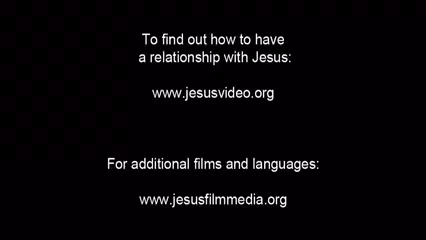 To find out how to have
a relationship with Jesus:
www.jesusvideo.org
For additional films and languages:
www.jesusfilmmedia.org